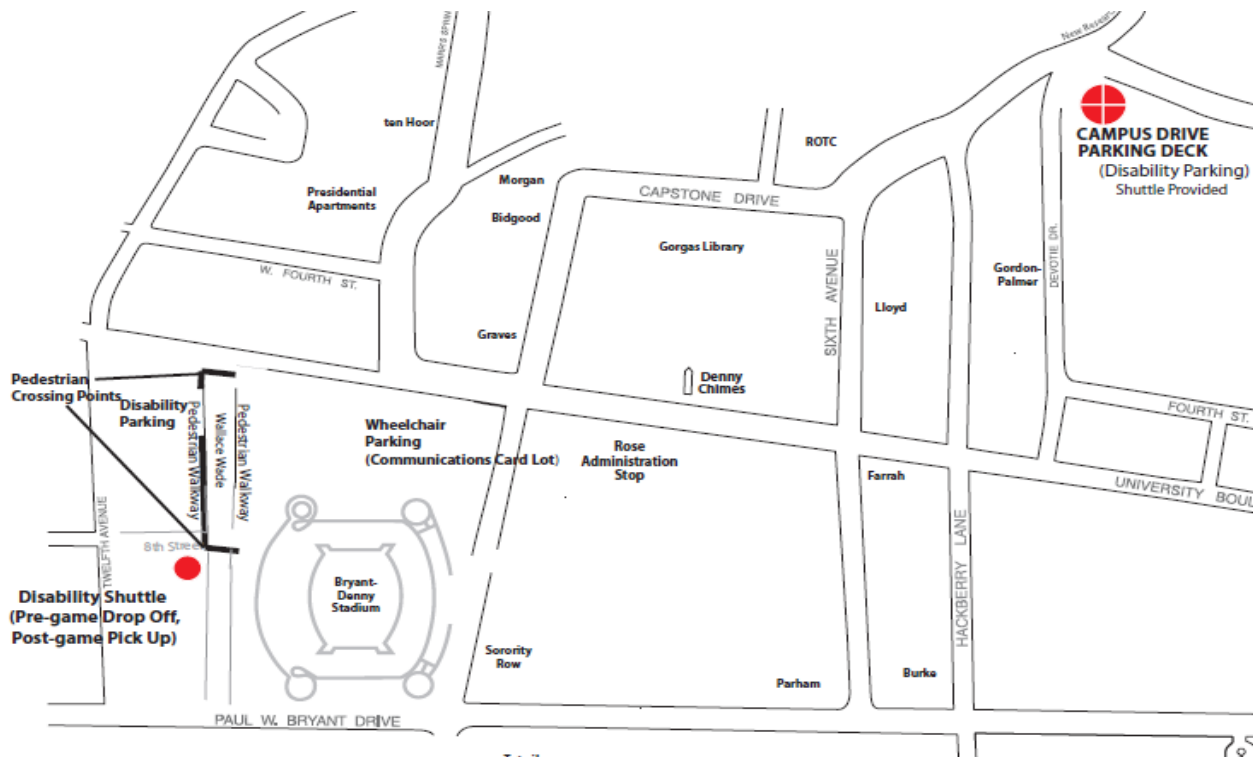 New Resear
MARR'S SPRIN
ten Hoor
ROTC
CAMPUS DRIVE
PARKING DECK
(Disability Parking)
Shuttle Provided
Morgan
Presidential
Apartments
CAPSTONE DRIVE
Bidgood
Gorgas Library
W. FOURTH ST.
SIXTH AVENUE
Gordon-
Palmer
DEVOTIE DR.
Lloyd
Graves
Pedestrian
Crossing Points
Disability
Parking
Pedestrian Walkway
Wallace Wade
Pedestrian Walkway
Denny
Chimes
FOURTH ST.
Wheelchair
Parking
(Communications Card Lot)
Rose
Administration
Stop
Farrah
UNIVERSITY BOUL
TWELFTH AVENUE
8th Street
HACKBERRY LANE
Bryant-
Denny
Stadium
Disability Shuttle
(Pre-game Drop Off,
Post-game Pick Up)
Sorority
Row
Parham
Burke
PAUL W. BRYANT DRIVE